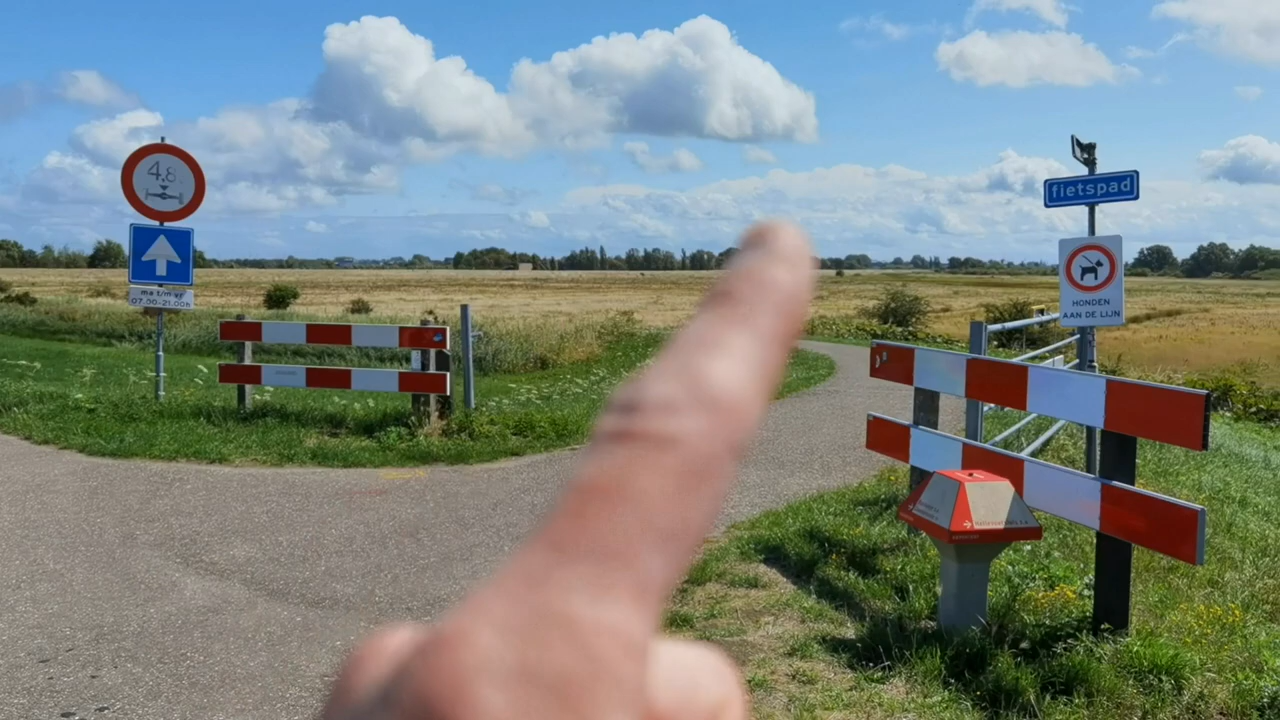 4.8
ma t/m vr
07.00-21.00h
fietspad
HONDEN
AAN DE LIJN